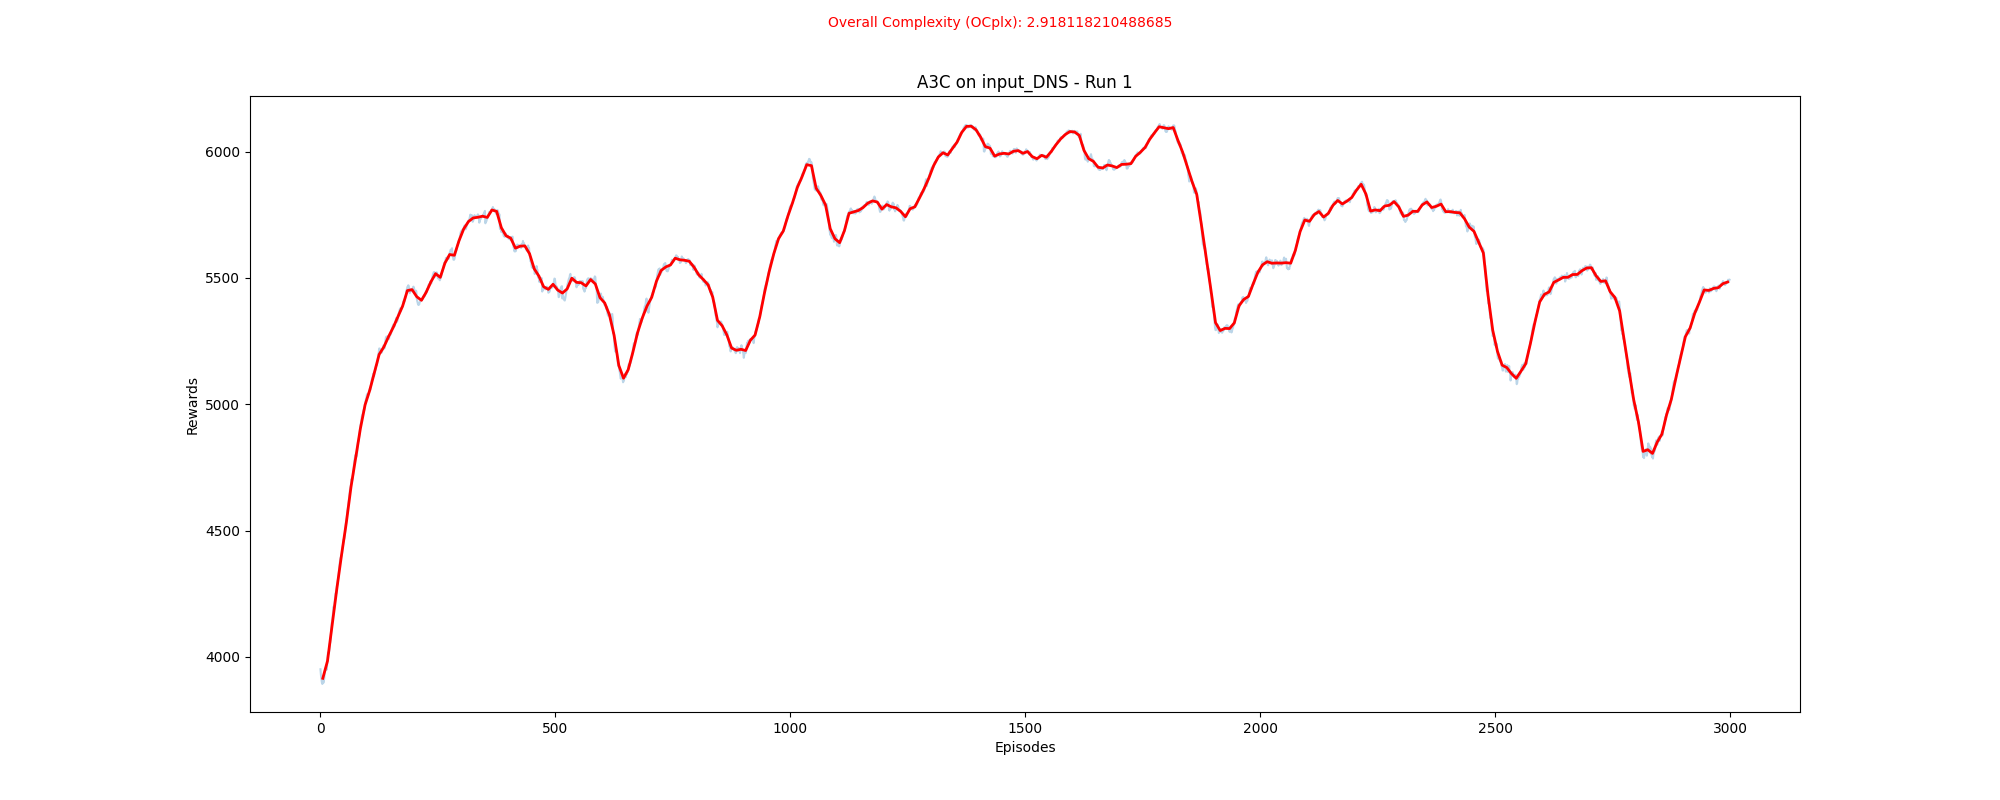 Overall Complexity (OCplx): 2.918118210488685
A3C on input_DNS - Run 1
6000
5500
5000
4500
4000
Rewards
0 500 1000 1500 2000 2500 3000
Episodes